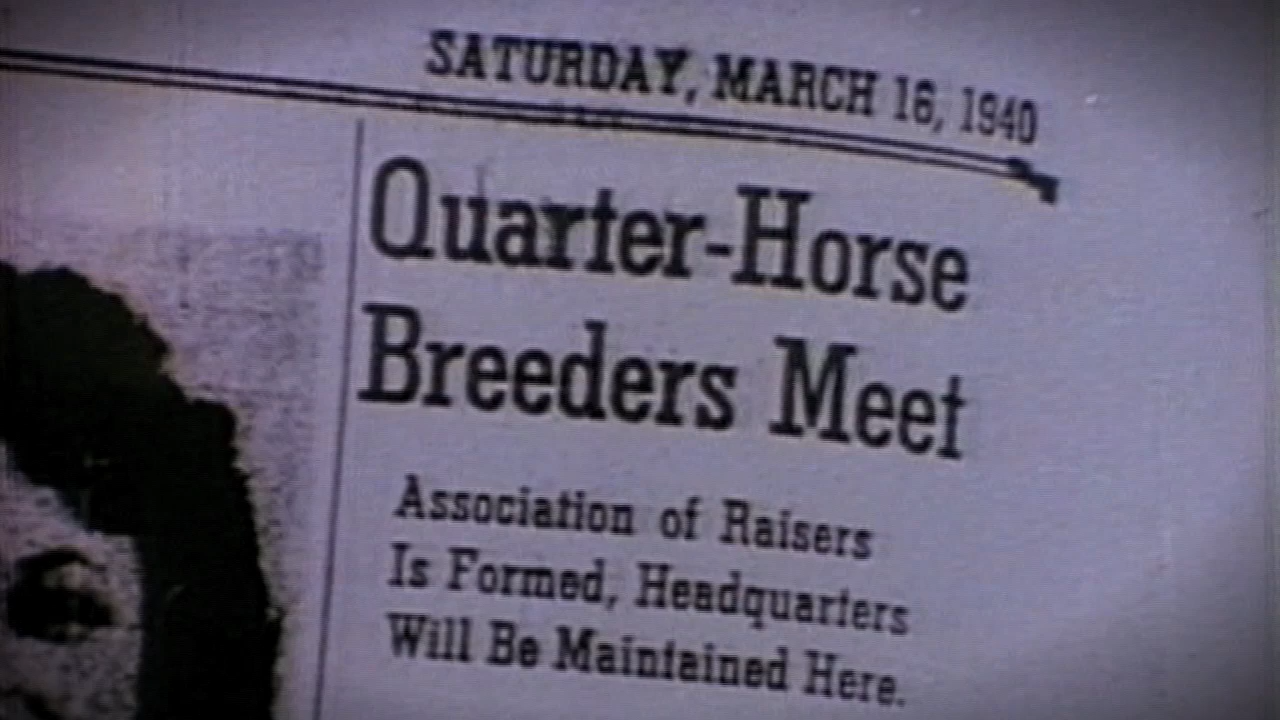 SATURDAY, MARCH 16, 1940
Quarter-Horse
Breeders Meet
Association of Raisers
Is Formed, Headquarters
Will Be Maintained Here.